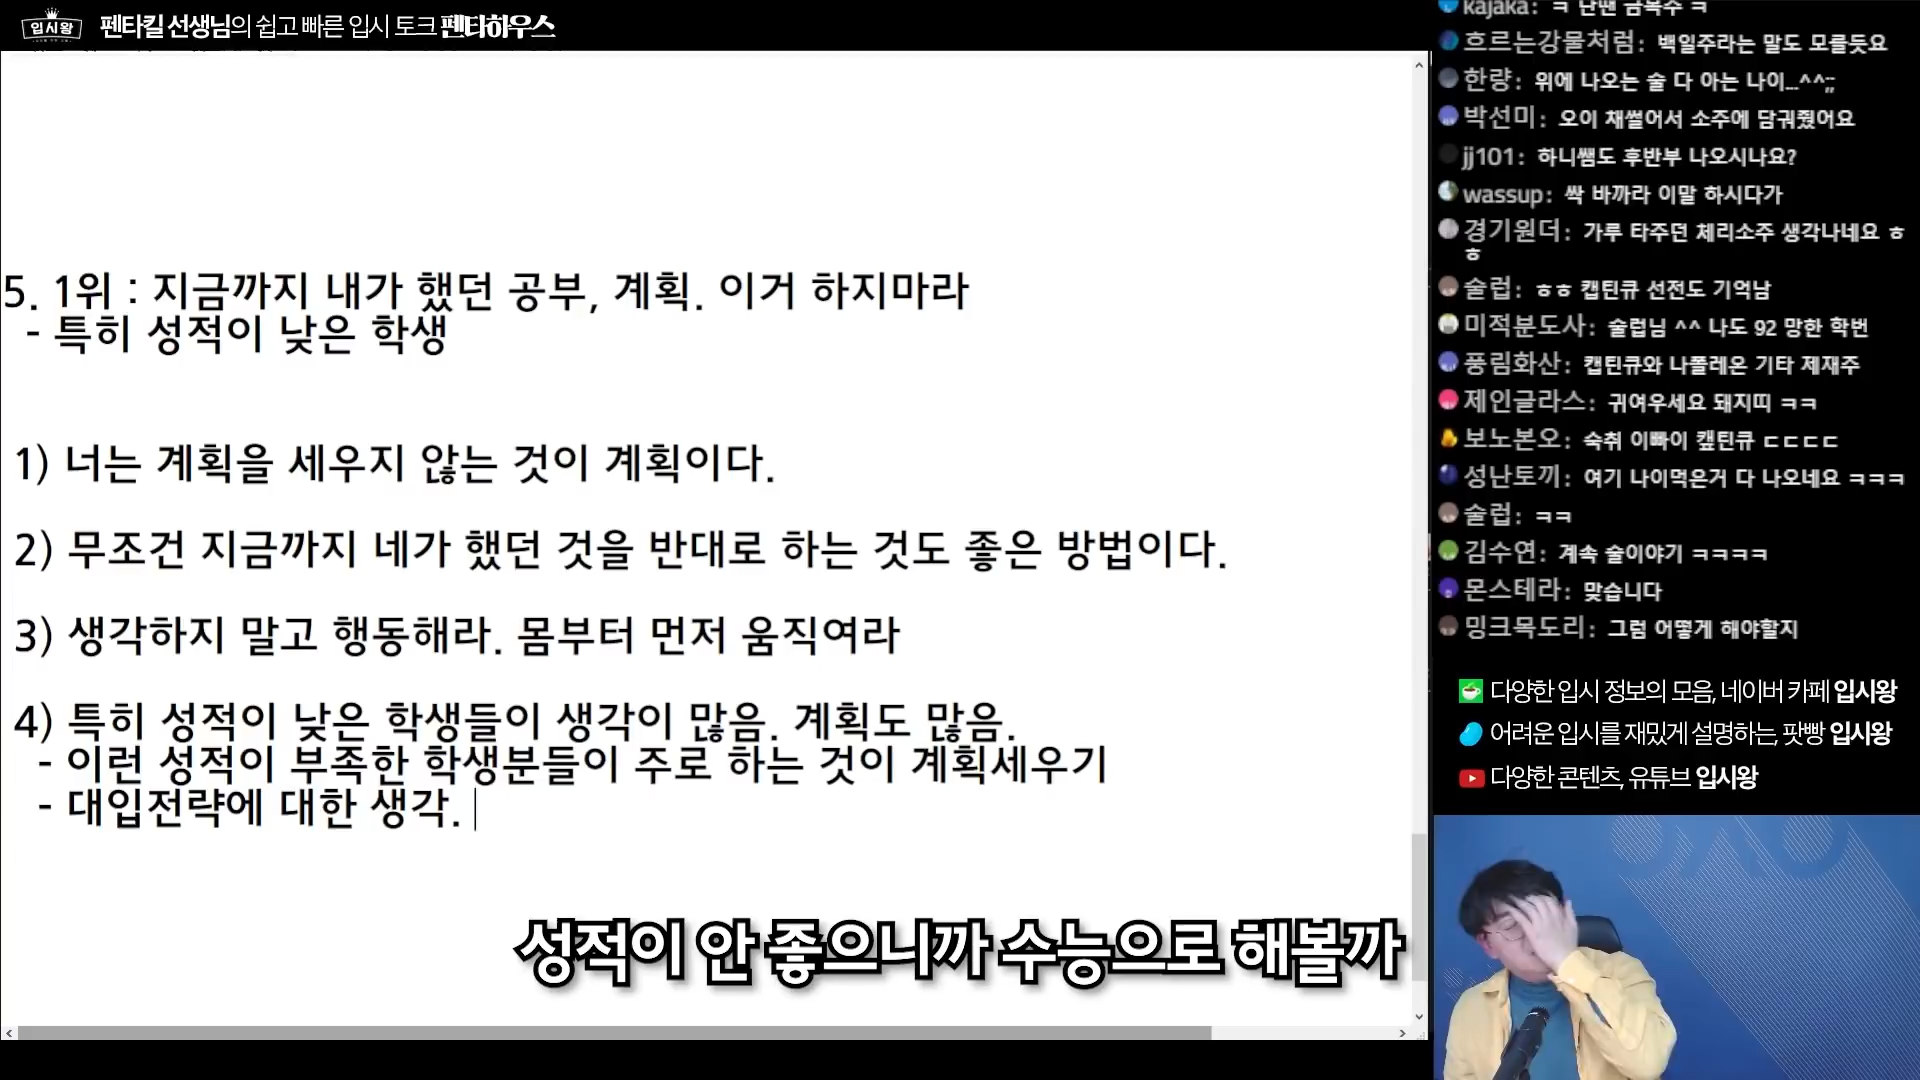 입시왕
펜타킬 선생님의 쉽고 빠른 입시 토크 펜타하우스
5. 1위 : 지금까지 내가 했던 공부, 계획. 이거 하지마라
- 특히 성적이 낮은 학생
1) 너는 계획을 세우지 않는 것이 계획이다.
2) 무조건 지금까지 네가 했던 것을 반대로 하는 것도 좋은 방법이다.
3) 생각하지 말고 행동해라. 몸부터 먼저 움직여라
4) 특히 성적이 낮은 학생들이 생각이 많음. 계획도 많음.
- 이런 성적이 부족한 학생분들이 주로 하는 것이 계획세우기
- 대입전략에 대한 생각.
성적이 안 좋으니까 수능으로 해볼까
kajaka: ㅋ 단땐 금복주 ㅋ
흐르는강물처럼: 백일주라는 말도 모를듯요
한량: 위에 나오는 술 다 아는 나이...^^;;
박선미: 오이 채썰어서 소주에 담궈줬어요
jj101: 하니쌤도 후반부 나오시나요?
wassup: 싹 바까라 이말 하시다가
경기원더: 가루 타주던 체리소주 생각나네요 ㅎ
ㅎ
술럽: ㅎㅎ 캡틴큐 선전도 기억남
미적분도사: 술럽님 ^^ 나도 92 망한 학번
풍림화산: 캡틴큐와 나폴레온 기타 제재주
제인글라스: 귀여우세요 돼지띠 ㅋㅋ
보노본오: 숙취 이빠이 캪틴큐 ㄷㄷㄷㄷ
성난토끼: 여기 나이먹은거 다 나오네요 ㅋㅋㅋ
술럽: ㅋㅋ
김수연: 계속 술이야기 ㅋㅋㅋㅋ
몬스테라: 맞습니다
밍크목도리: 그럼 어떻게 해야할지
다양한 입시 정보의 모음, 네이버 카페 입시왕
어려운 입시를 재밌게 설명하는, 팟빵 입시왕
다양한 콘텐츠, 유튜브 입시왕